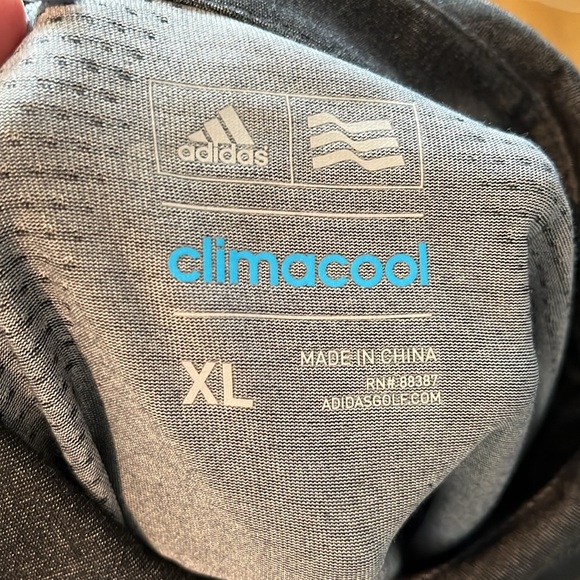 adidas
climacool
XL
MADE IN CHINA
RN# 88387
ADIDASGOLF.COM